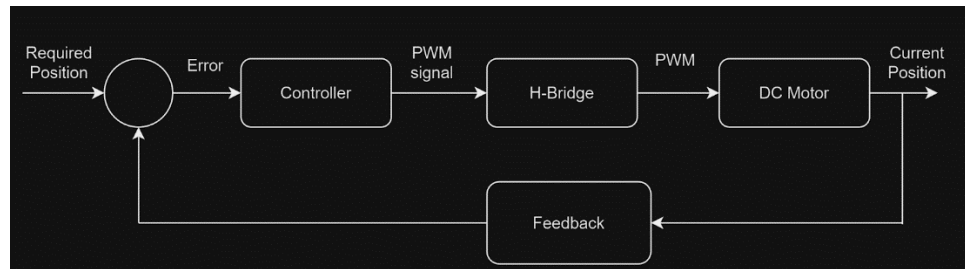 Required
Position
Error
Controller
PWM
signal
H-Bridge
PWM
DC Motor
Current
Position
Feedback